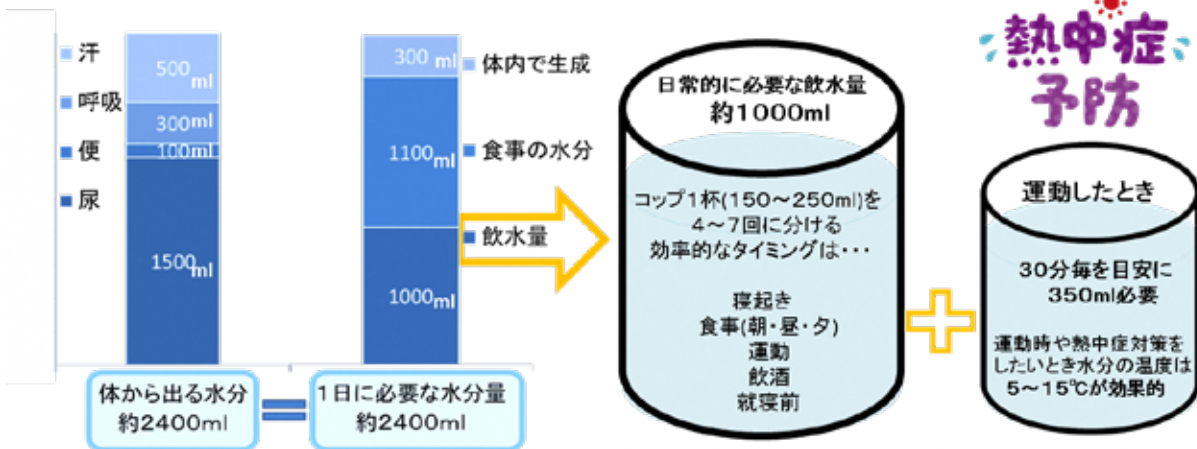 汗
呼吸
便
尿
500ml
300ml
100ml
1500ml
体から出る水分
約2400ml
300ml
1100ml
1000ml
体内で生成
食事の水分
飲水量
1日に必要な水分量
約2400ml
日常的に必要な飲水量
約1000ml
コップ1杯(150～250ml)を
4～7回に分ける
効率的なタイミングは・・・
寝起き
食事(朝・昼・夕)
運動
飲酒
就寝前
熱中症
予防
運動したとき
30分毎を目安に
350ml必要
運動時や熱中症対策を
したいとき水分の温度は
5～15℃が効果的